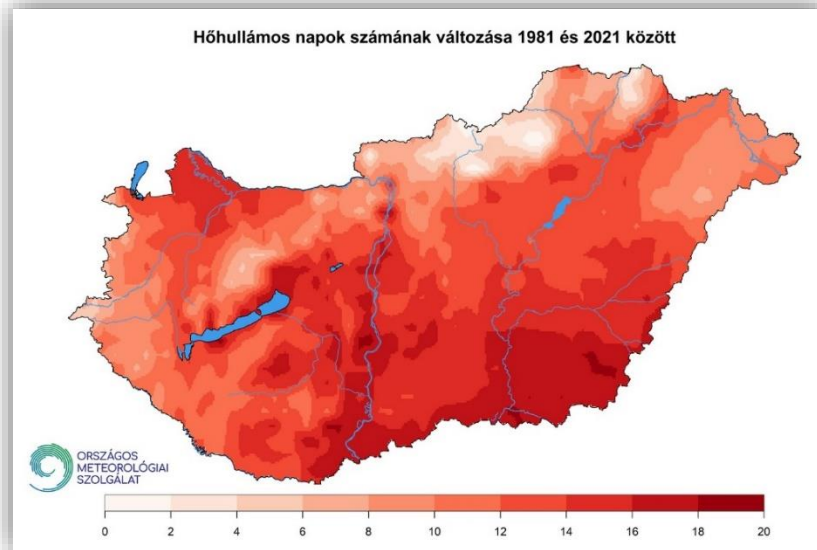 Hőhullámos napok számának változása 1981 és 2021 között
ORSZÁGOS
METEOROLÓGIAI
SZOLGÁLAT
0 2 4 6 8 10 12 14 16 18 20